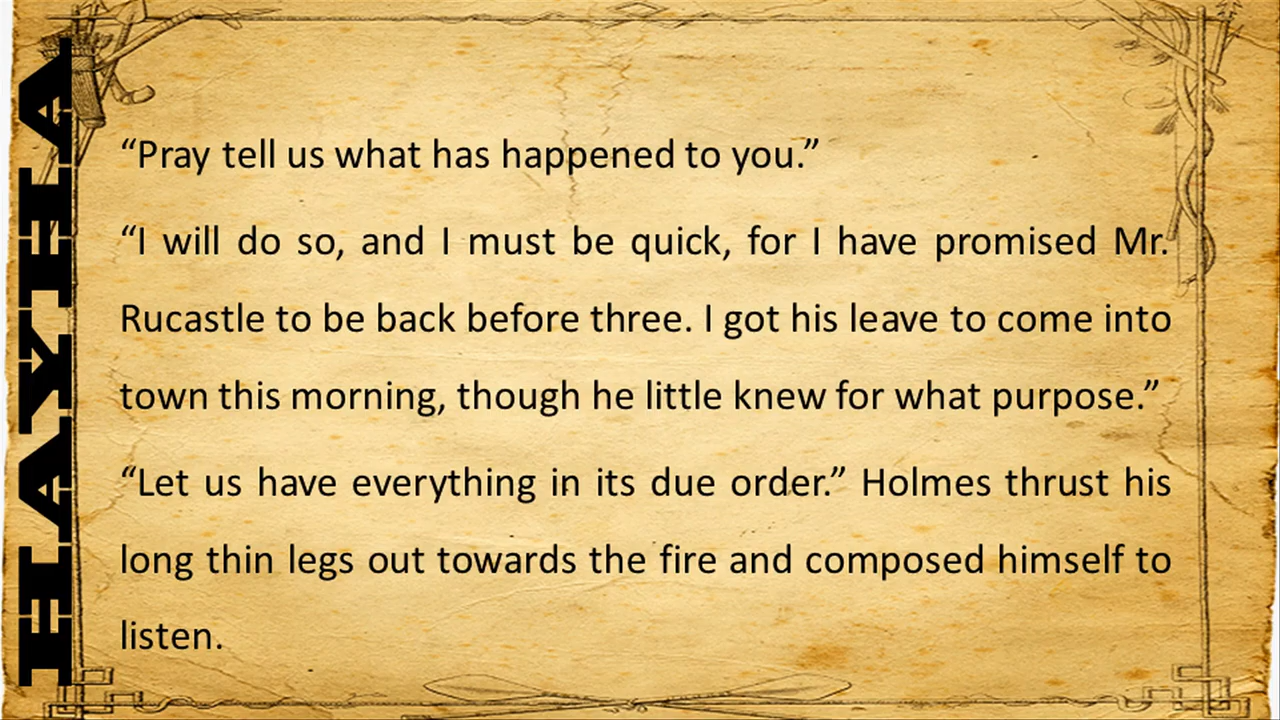 “Pray tell us what has happened to you.”
“I will do so, and I must be quick, for I have promised Mr.
Rucastle to be back before three. I got his leave to come into
town this morning, though he little knew for what purpose.”
“Let us have everything in its due order.” Holmes thrust his
long thin legs out towards the fire and composed himself to
listen.